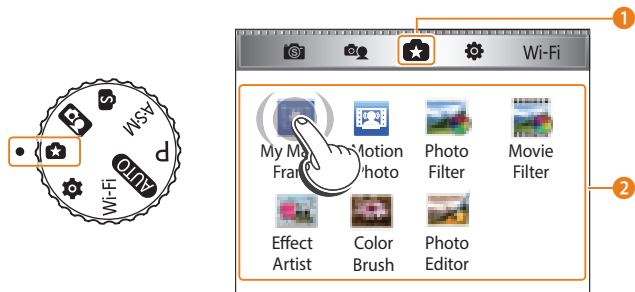 1
S
Wi-Fi
S
ASM
P
AUTO
Wi-Fi
My
Motion
Photo
Filter
Movie
Filter
2
Effect
Artist
Color
Brush
Photo
Editor